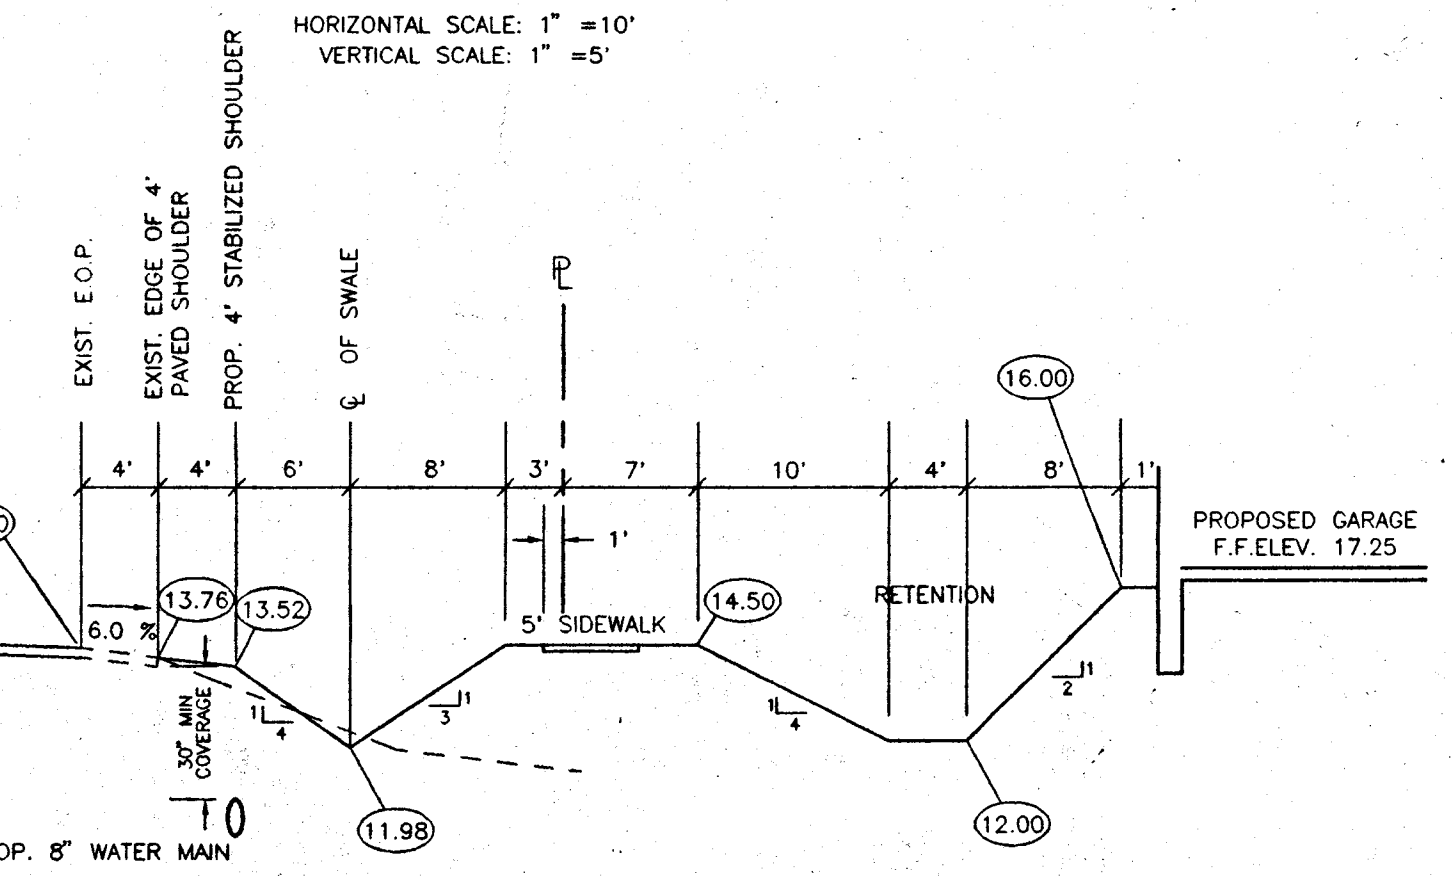 HORIZONTAL SCALE: 1" =10'
VERTICAL SCALE: 1" =5'
EXIST. E.O.P.
EXIST. EDGE OF 4'
PAVED SHOULDER
PROP. 4' STABILIZED SHOULDER
℄ OF SWALE
PL
16.00
4' 4' 6' 8' 3' 7' 10' 4' 8' 1'
0
1'
PROPOSED GARAGE
F.F.ELEV. 17.25
13.76
13.52
14.50
RETENTION
6.0 %
5' SIDEWALK
1
4
1
3
1
4
1
2
30" MIN
COVERAGE
11.98
12.00
OP. 8" WATER MAIN